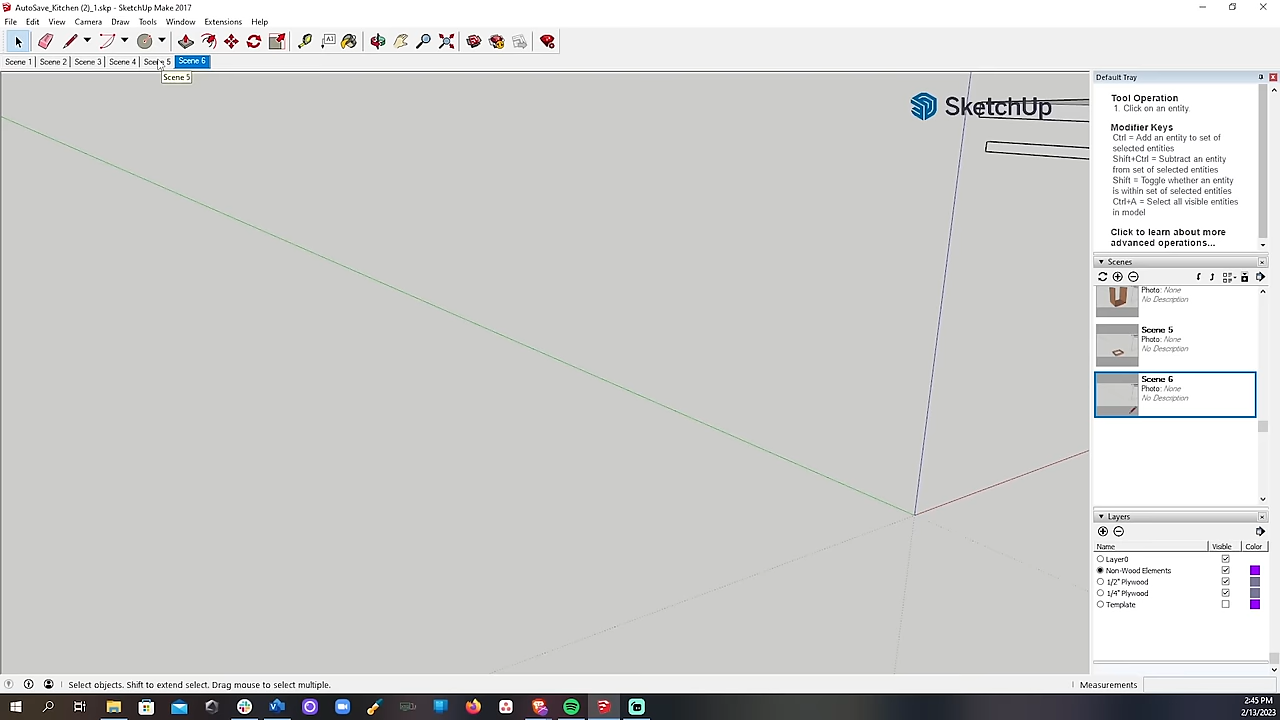 AutoSave_Kitchen (2)_1.skp - SketchUp Make 2017
File Edit View Camera Draw Tools Window Extensions Help
Scene 1 Scene 2 Scene 3 Scene 4 Scene 5 Scene 6
Scene 5
SketchUp
Default Tray
Tool Operation
1. Click on an entity.
Modifier Keys
Ctrl = Add an entity to set of
selected entities
Shift+Ctrl = Subtract an entity
from set of selected entities
Shift = Toggle whether an entity
is within set of selected entities
Ctrl+A = Select all visible entities
in model
Click to learn about more
advanced operations...
Scenes
Photo: None
No Description
Scene 5
Photo: None
No Description
Scene 6
Photo: None
No Description
Layers
Name Visible Color
Layer0
Non-Wood Elements
1/2" Plywood
1/4" Plywood
Template
Select objects. Shift to extend select. Drag mouse to select multiple.
Measurements
2:45 PM
2/13/2023